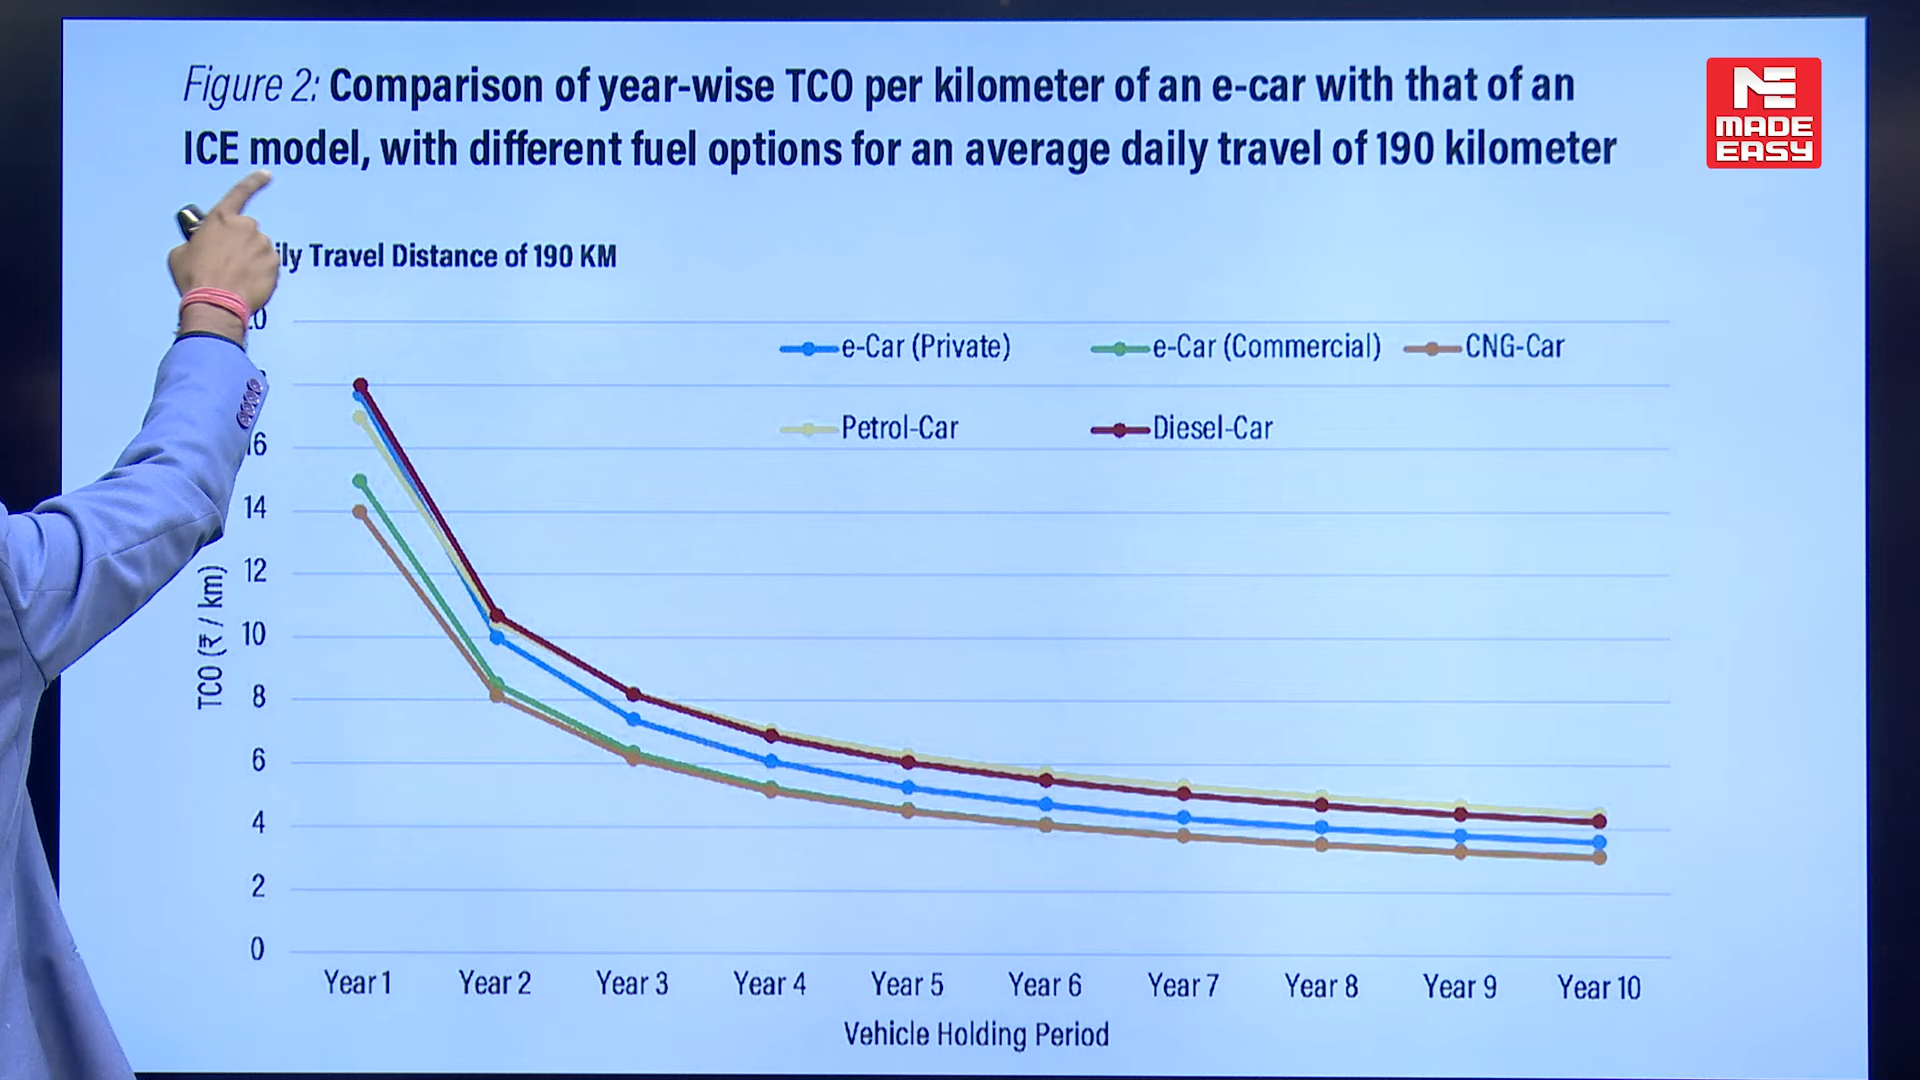 Figure 2: Comparison of year-wise TCO per kilometer of an e-car with that of an
ICE model, with different fuel options for an average daily travel of 190 kilometer
ME
MADE
EASY
Travel Distance of 190 KM
e-Car (Private)
e-Car (Commercial)
CNG-Car
Petrol-Car
Diesel-Car
TCO (₹ / km)
20
16
14
12
10
8
6
4
2
0
Year 1
Year 2
Year 3
Year 4
Year 5
Year 6
Year 7
Year 8
Year 9
Year 10
Vehicle Holding Period